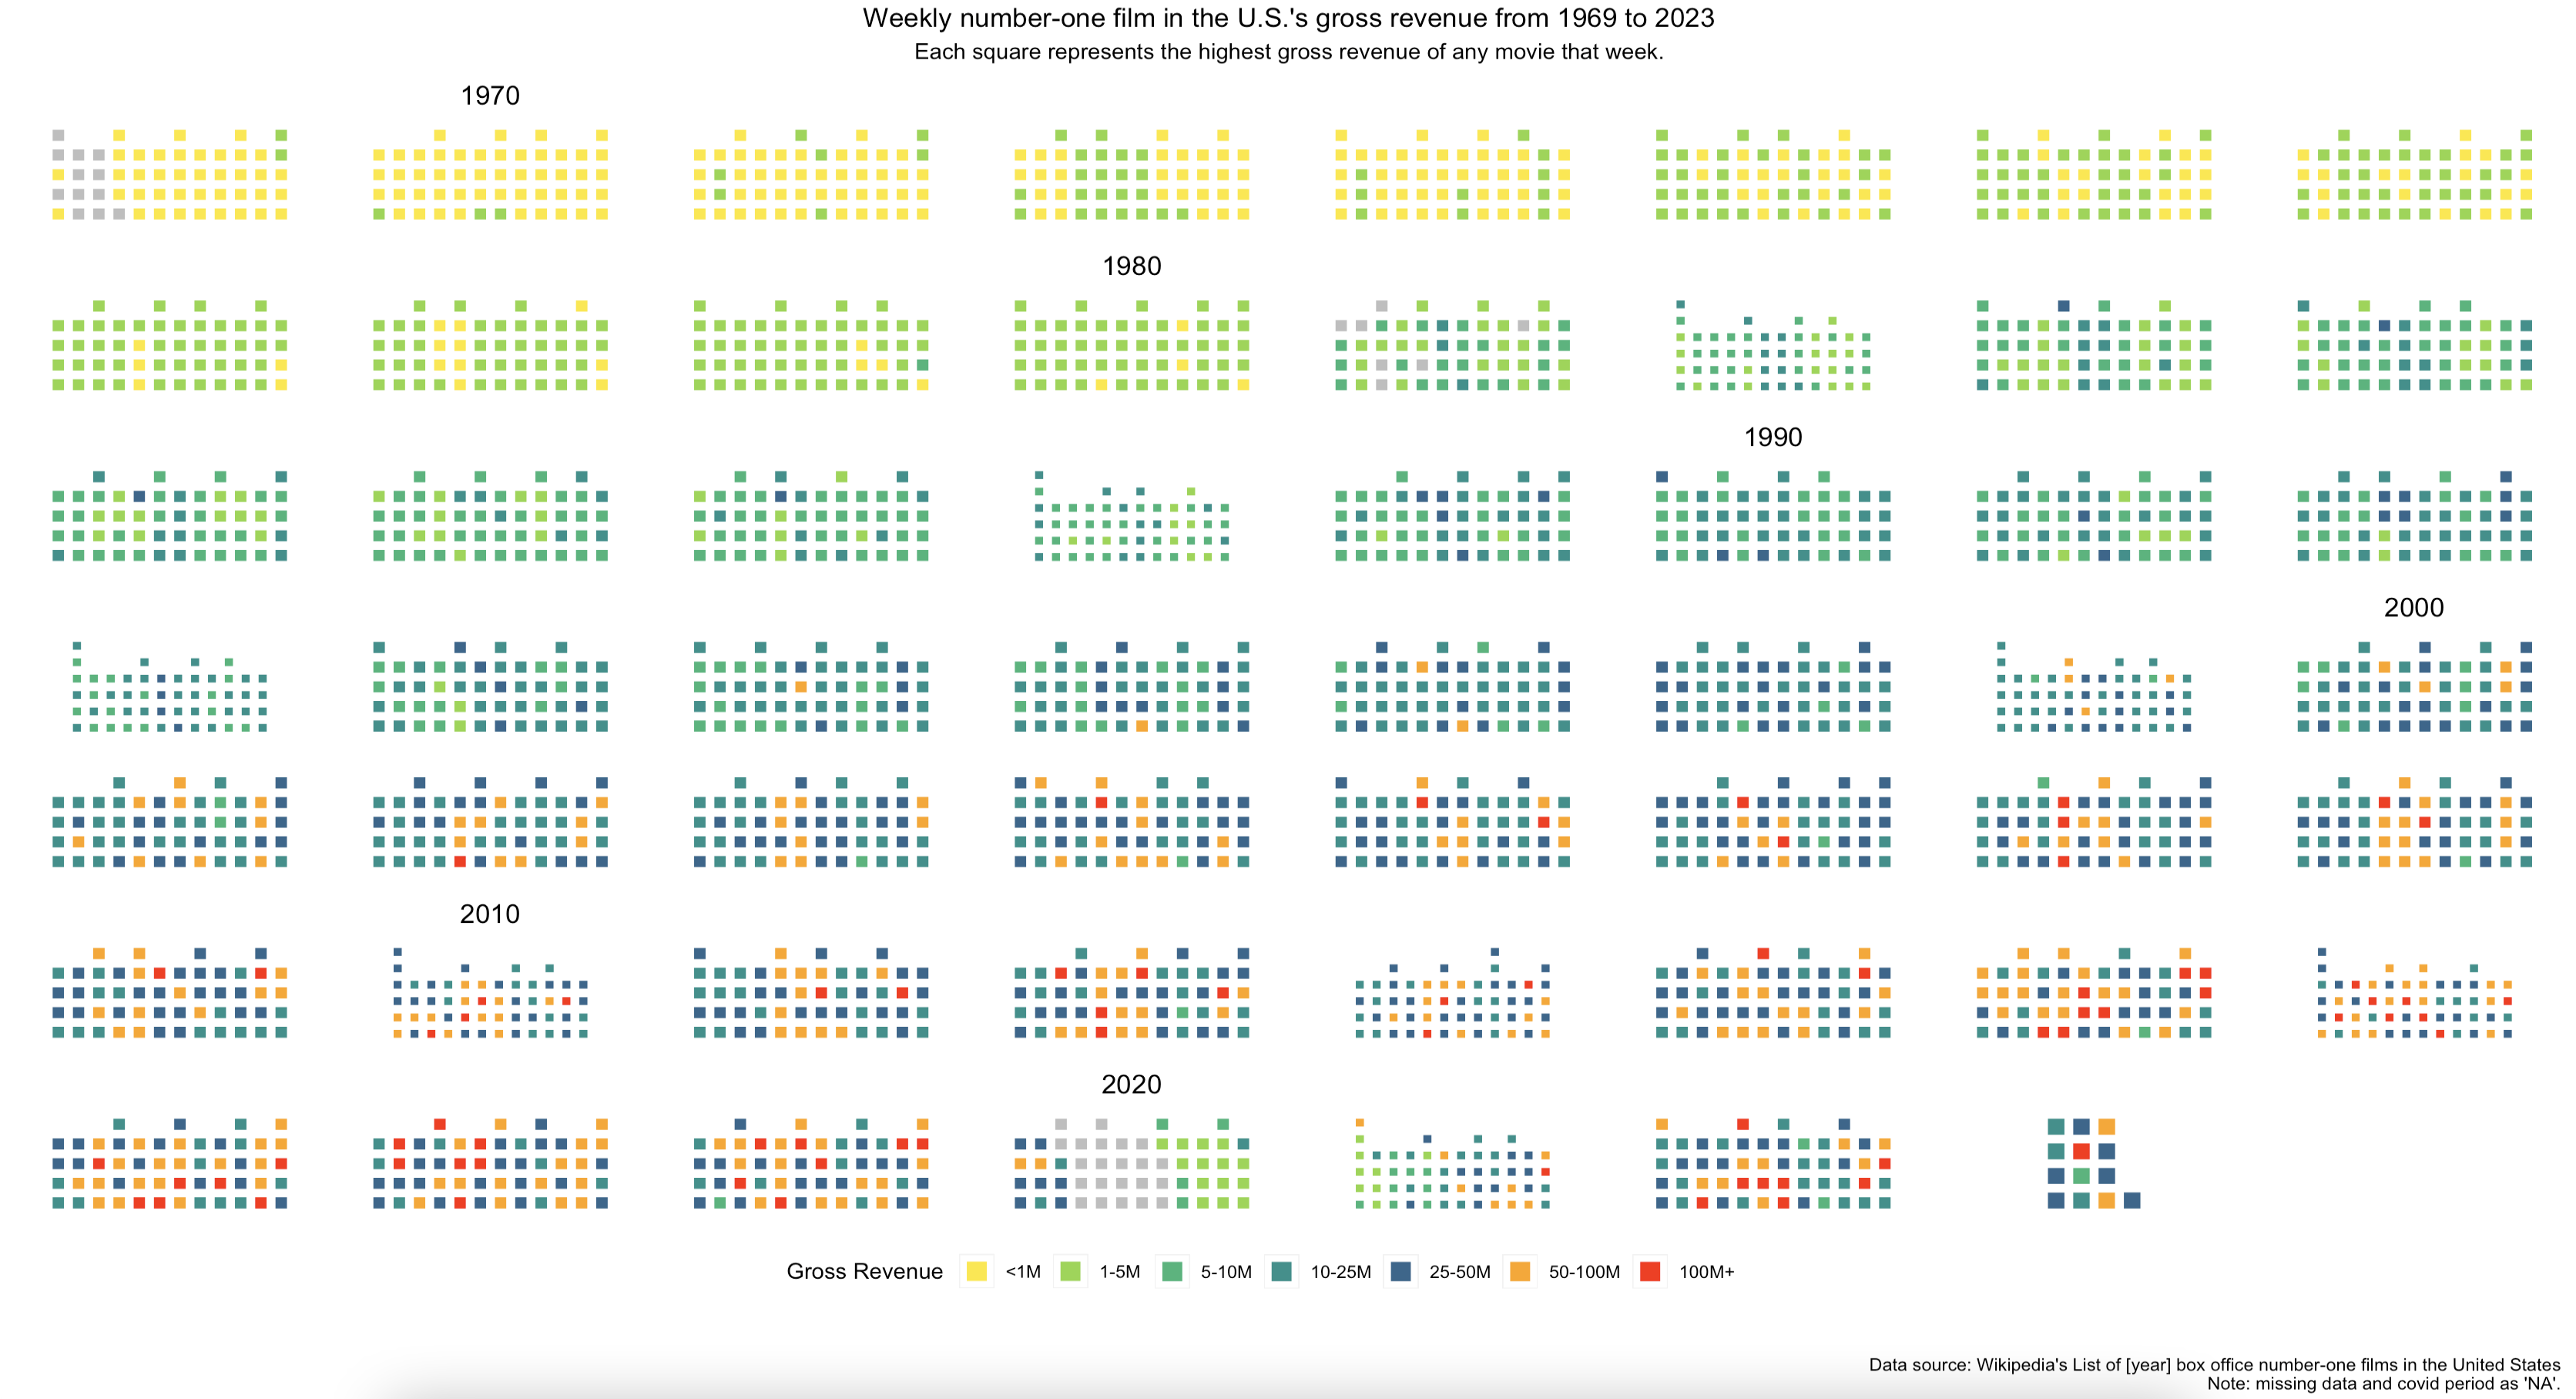 Weekly number-one film in the U.S.'s gross revenue from 1969 to 2023
Each square represents the highest gross revenue of any movie that week.
1970
1980
1990
2000
2010
2020
Gross Revenue <1M 1-5M 5-10M 10-25M 25-50M 50-100M 100M+
Data source: Wikipedia's List of [year] box office number-one films in the United States
Note: missing data and covid period as 'NA'.